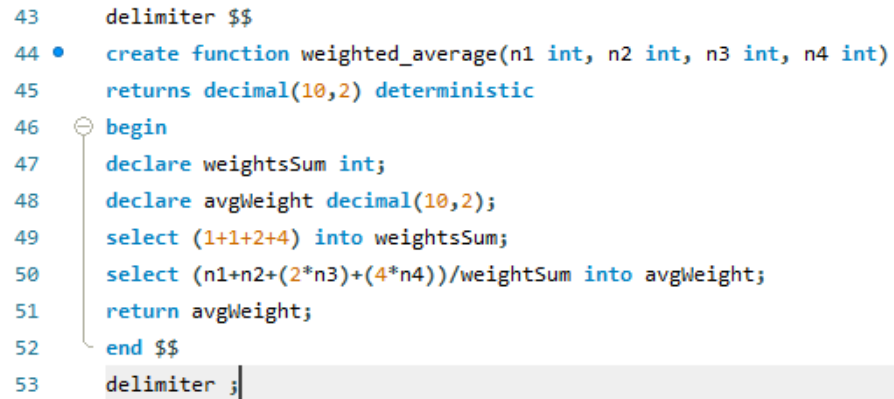 43 delimiter $$
44 create function weighted_average(n1 int, n2 int, n3 int, n4 int)
45 returns decimal(10,2) deterministic
46 begin
47 declare weightsSum int;
48 declare avgWeight decimal(10,2);
49 select (1+1+2+4) into weightsSum;
50 select (n1+n2+(2*n3)+(4*n4))/weightSum into avgWeight;
51 return avgWeight;
52 end $$
53 delimiter ;